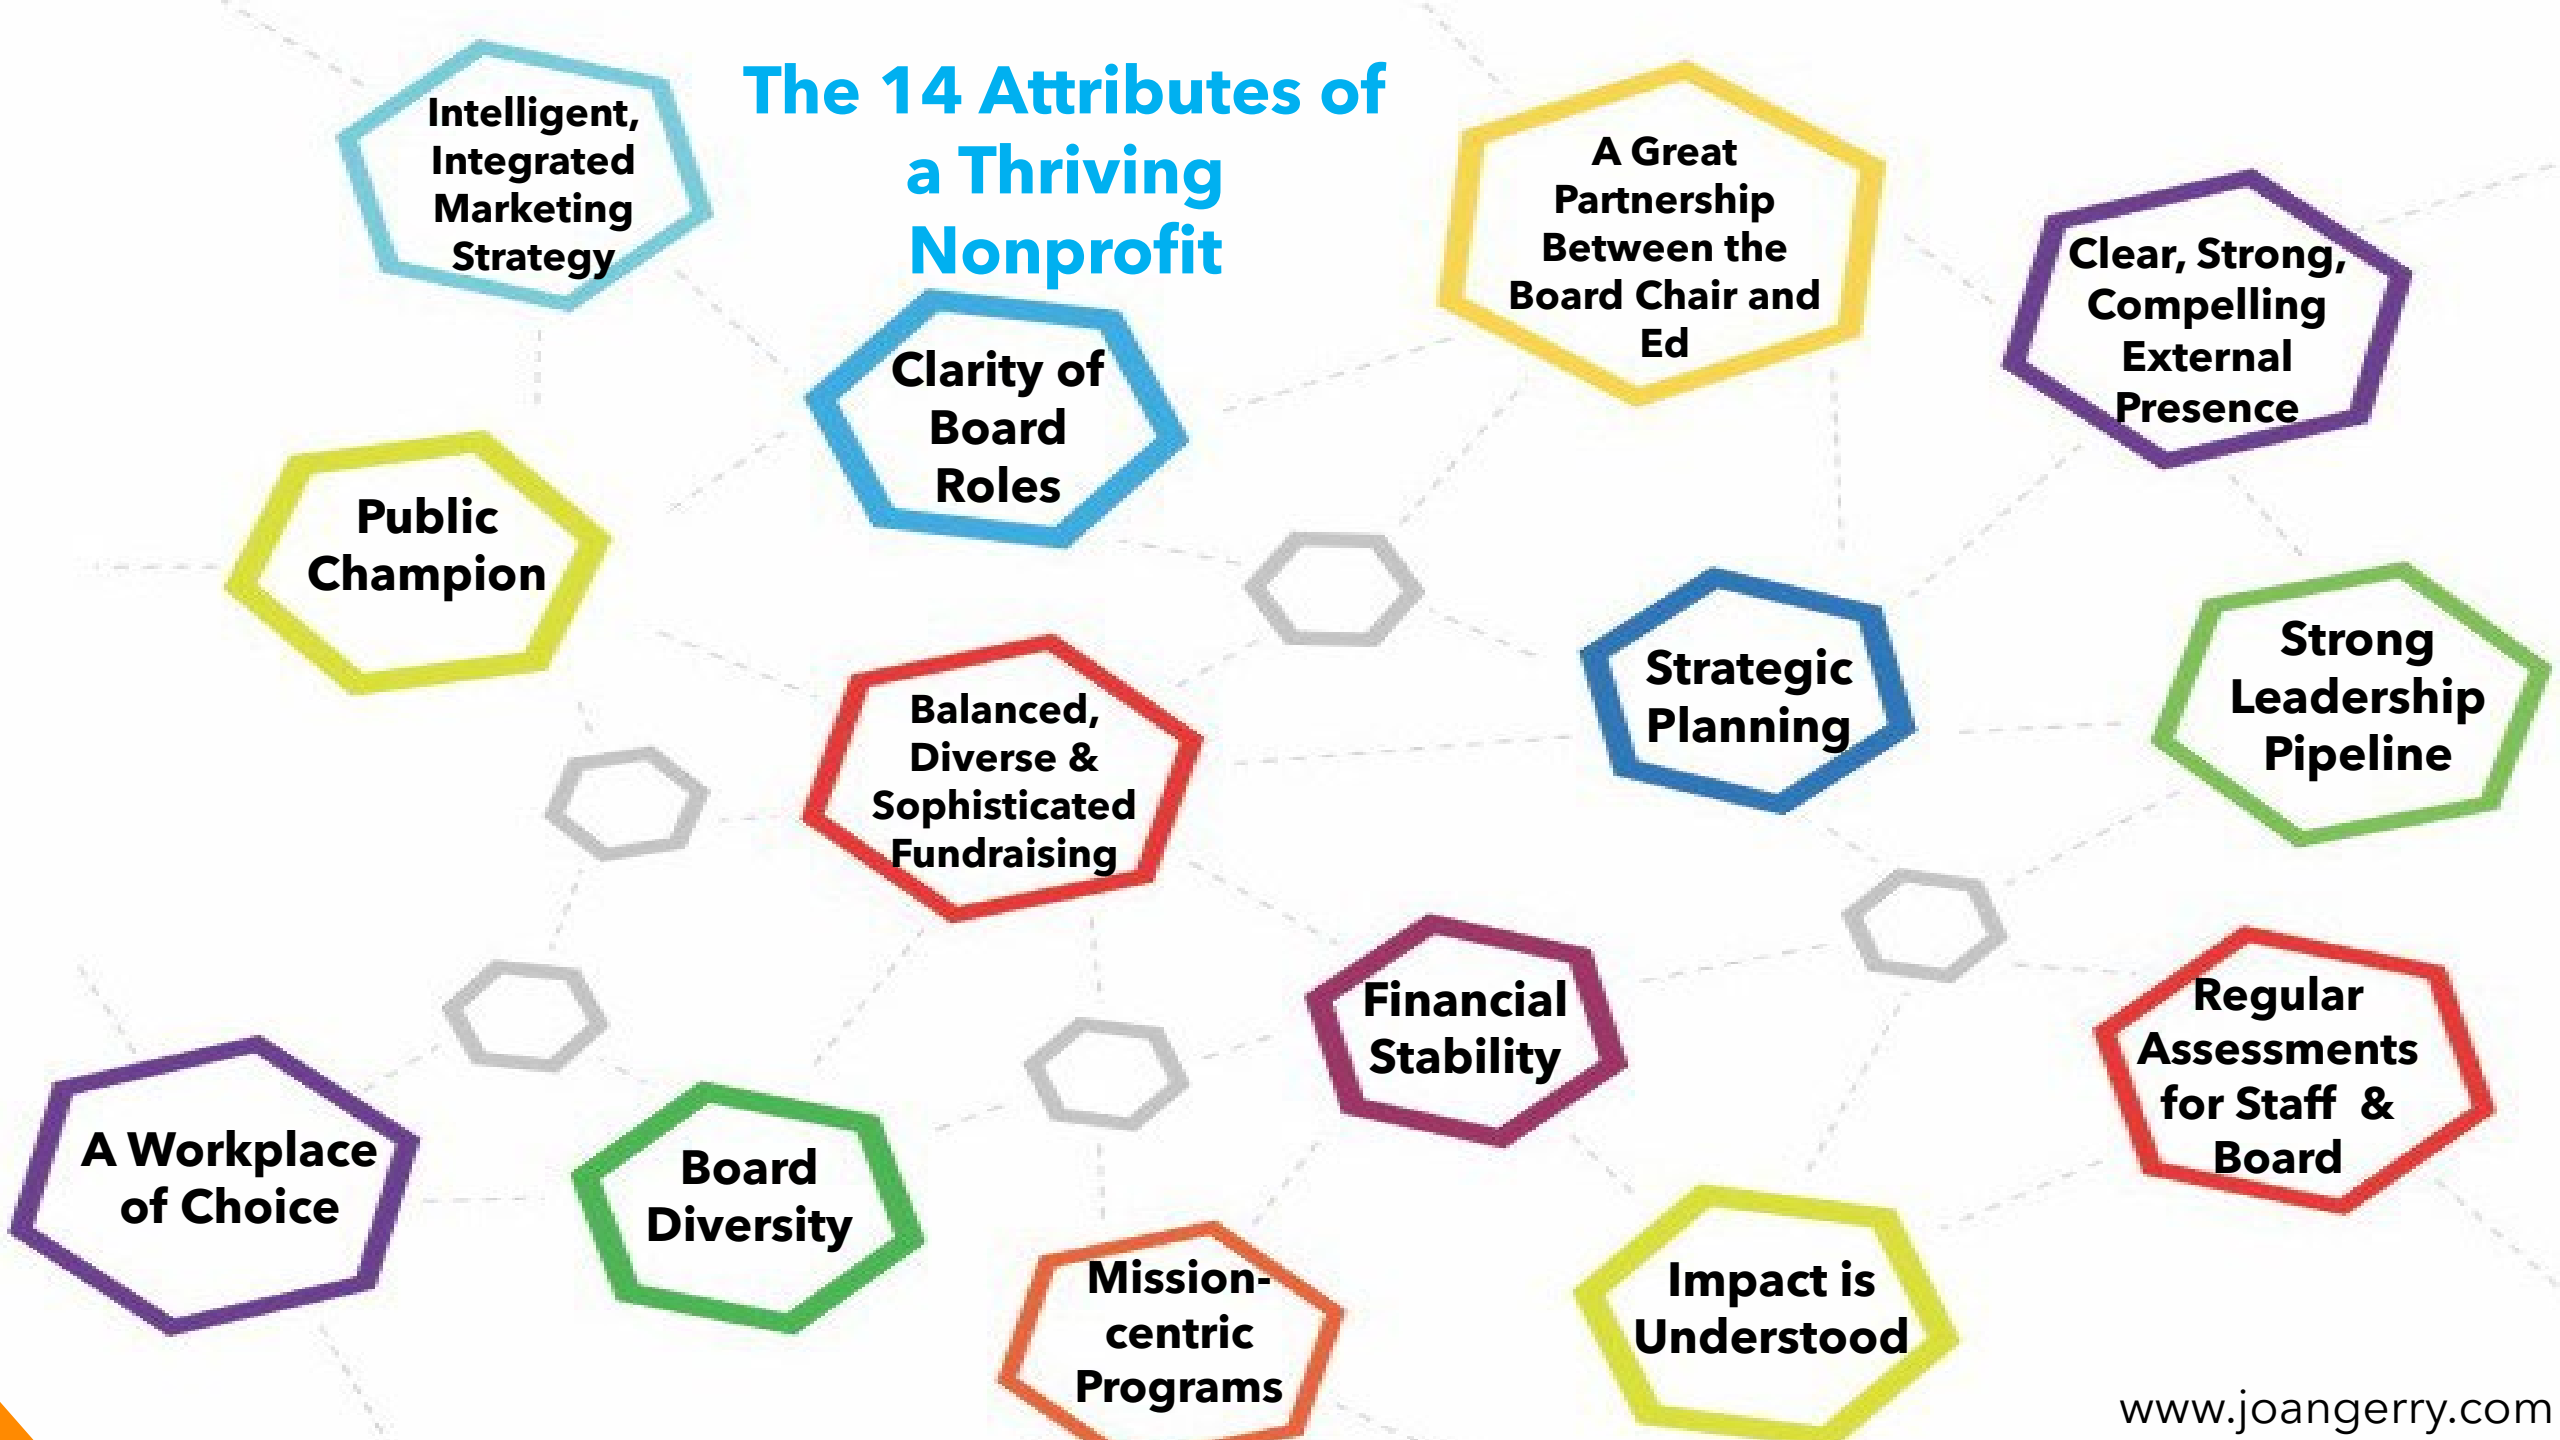 The 14 Attributes of
a Thriving
Nonprofit
Intelligent,
Integrated
Marketing
Strategy
A Great
Partnership
Between the
Board Chair and
Ed
Clear, Strong,
Compelling
External
Presence
Clarity of
Board
Roles
Public
Champion
Strategic
Planning
Strong
Leadership
Pipeline
Balanced,
Diverse &
Sophisticated
Fundraising
Financial
Stability
Regular
Assessments
for Staff  &
Board
A Workplace
of Choice
Board
Diversity
Mission-
centric
Programs
Impact is
Understood
www.joangerry.com